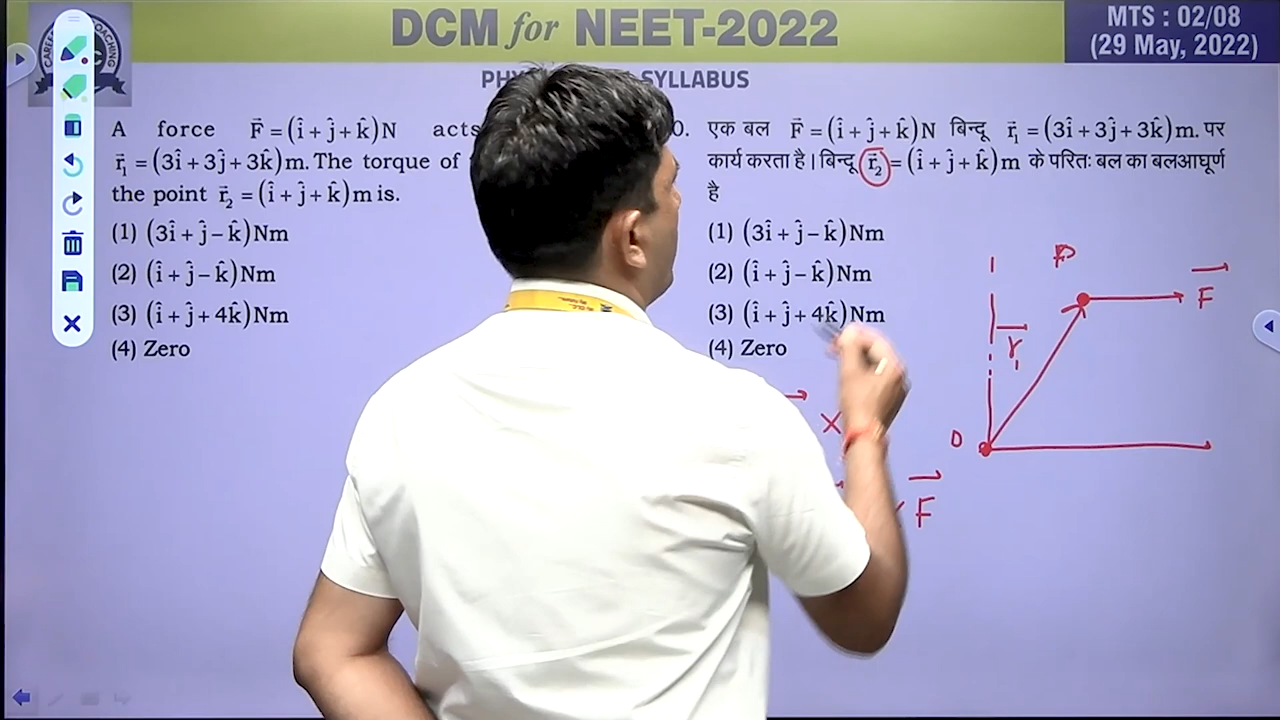 DCM for NEET-2022
MTS : 02/08
(29 May, 2022)
SYLLABUS
A force F⃗ = (î + ĵ + k̂) N acts
r⃗₁ = (3î + 3ĵ + 3k̂) m. The torque of
the point r⃗₂ = (î + ĵ + k̂) m is.
(1) (3î + ĵ – k̂) Nm
(2) (î + ĵ – k̂) Nm
(3) (î + ĵ + 4k̂) Nm
(4) Zero
एक बल F⃗ = (î + ĵ + k̂) N बिन्दू r⃗₁ = (3î + 3ĵ + 3k̂) m. पर
कार्य करता है। बिन्दू r⃗₂ = (î + ĵ + k̂) m के परितः बल का बलआघूर्ण
है
(1) (3î + ĵ – k̂) Nm
(2) (î + ĵ – k̂) Nm
(3) (î + ĵ + 4k̂) Nm
(4) Zero
P
F⃗
r⃗₁
O
×
F⃗